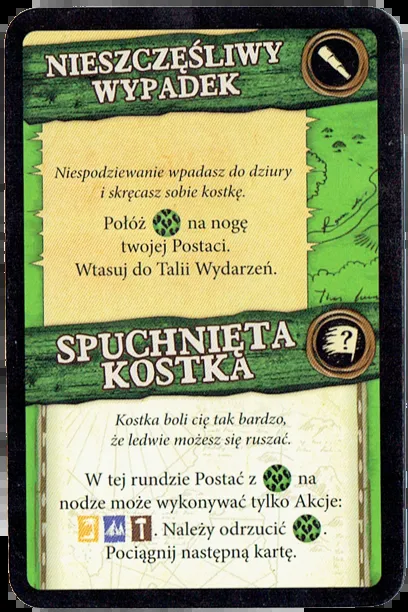 NIESZCZĘŚLIWY
WYPADEK
Niespodziewanie wpadasz do dziury
i skręcasz sobie kostkę.
Połóż na nogę
twojej Postaci.
Wtasuj do Talii Wydarzeń.
SPUCHNIĘTA
KOSTKA
?
Kostka boli cię tak bardzo,
że ledwie możesz się ruszać.
W tej rundzie Postać z na
nodze może wykonywać tylko Akcje:
. Należy odrzucić .
Pociągnij następną kartę.